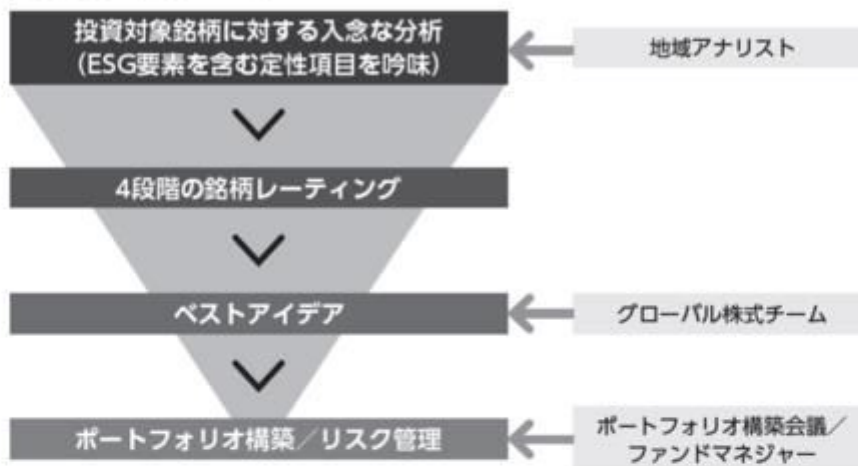 投資対象銘柄に対する入念な分析
（ESG要素を含む定性項目を吟味）
地域アナリスト
4段階の銘柄レーティング
ベストアイデア
グローバル株式チーム
ポートフォリオ構築／リスク管理
ポートフォリオ構築会議／
ファンドマネジャー